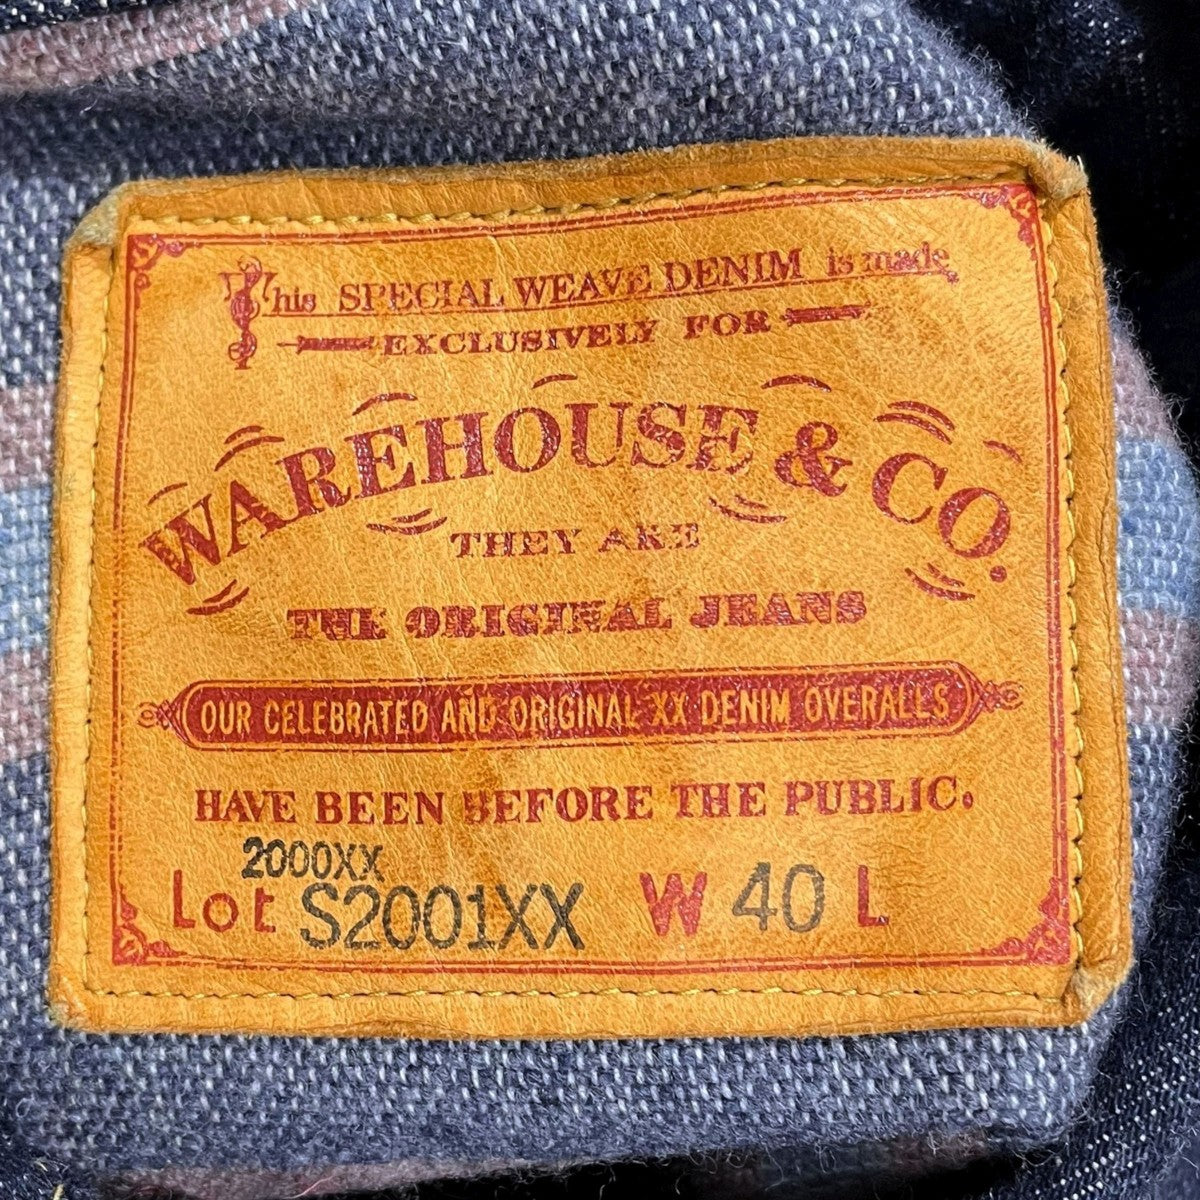 This SPECIAL WEAVE DENIM is made
EXCLUSIVELY FOR
WAREHOUSE & CO.
THEY ARE
THE ORIGINAL JEANS
OUR CELEBRATED AND ORIGINAL XX DENIM OVERALLS
HAVE BEEN BEFORE THE PUBLIC.
2000XX
Lot S2001XX W 40 L